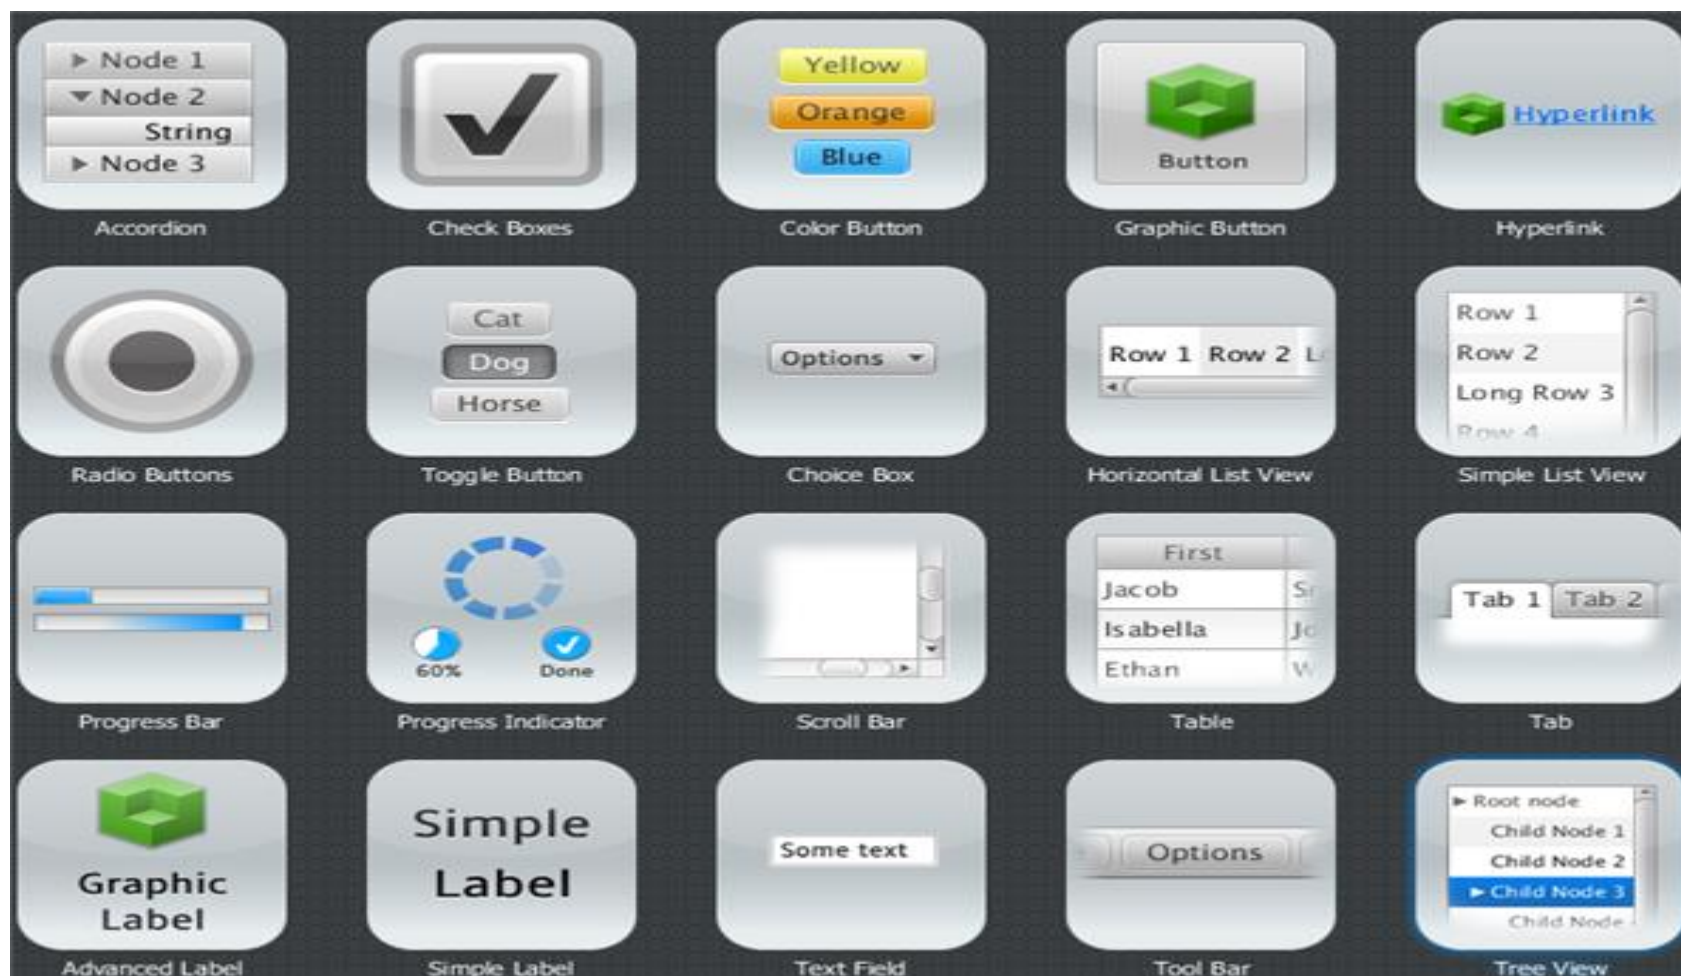 Node 1
Node 2
String
Node 3
Accordion
Check Boxes
Yellow
Orange
Blue
Color Button
Button
Graphic Button
Hyperlink
Hyperlink
Radio Buttons
Cat
Dog
Horse
Toggle Button
Options
Choice Box
Row 1 Row 2
Horizontal List View
Row 1
Row 2
Long Row 3
Row 4
Simple List View
Progress Bar
60% Done
Progress Indicator
Scroll Bar
First
Jacob
Isabella
Ethan
Table
Tab 1 Tab 2
Tab
Graphic
Label
Advanced Label
Simple
Label
Simple Label
Some text
Text Field
Options
Tool Bar
Root node
Child Node 1
Child Node 2
Child Node 3
Child Node
Tree View